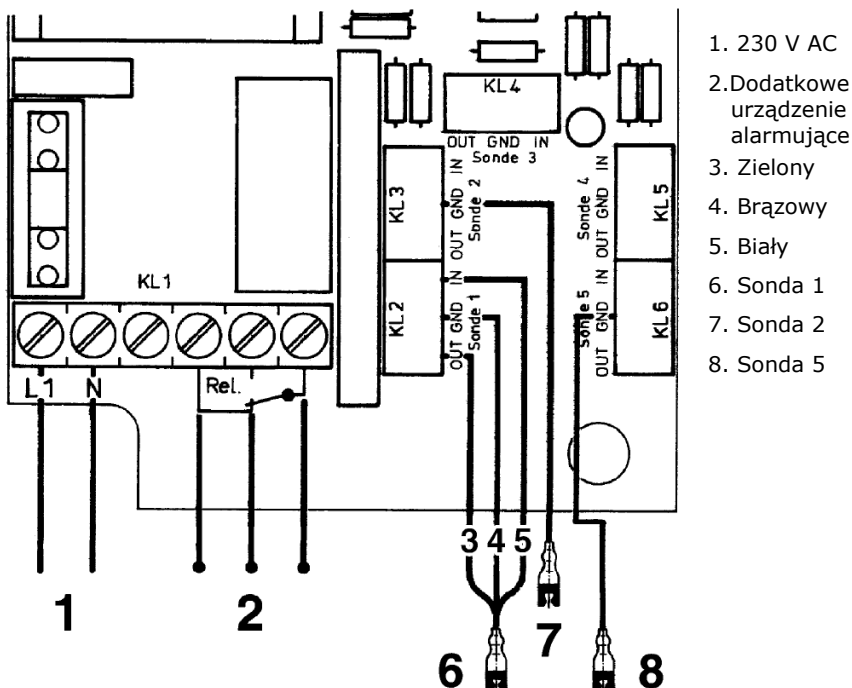 KL4
OUT GND IN
Sonde 3
KL3
OUT GND IN
Sonde 2
KL2
OUT GND IN
Sonde 1
Sonde 4
OUT GND IN
KL5
Sonde 5
OUT GND IN
KL6
KL1
L1 N Rel.
3 4 5
1 2
6 7 8
1. 230 V AC
2.Dodatkowe
urządzenie
alarmujące
3. Zielony
4. Brązowy
5. Biały
6. Sonda 1
7. Sonda 2
8. Sonda 5